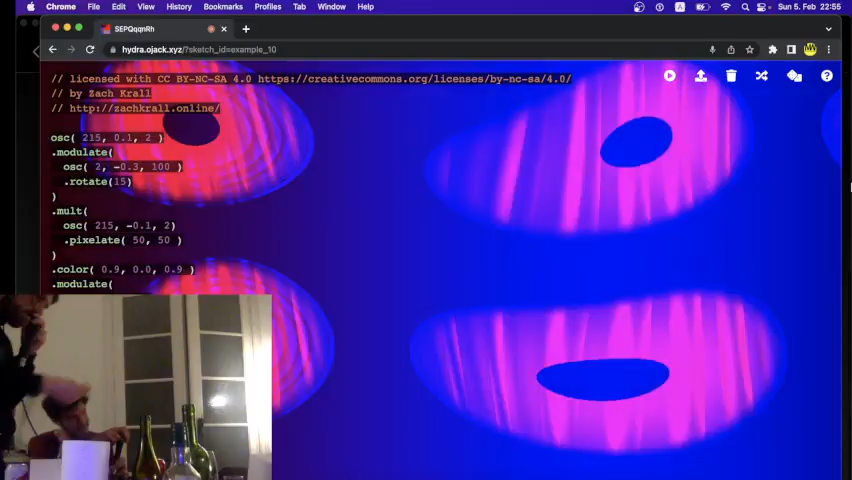 Chrome File Edit View History Bookmarks Profiles Tab Window Help
Sun 5. Feb 22:55
SEPQqqnRh
hydra.ojack.xyz/?sketch_id=example_10
// licensed with CC BY-NC-SA 4.0 https://creativecommons.org/licenses/by-nc-sa/4.0/
// by Zach Krall
// http://zachkrall.online/
osc( 215, 0.1, 2 )
.modulate(
osc( 2, -0.3, 100 )
.rotate(15)
)
.mult(
osc( 215, -0.1, 2)
.pixelate( 50, 50 )
)
.color( 0.9, 0.0, 0.9 )
.modulate(